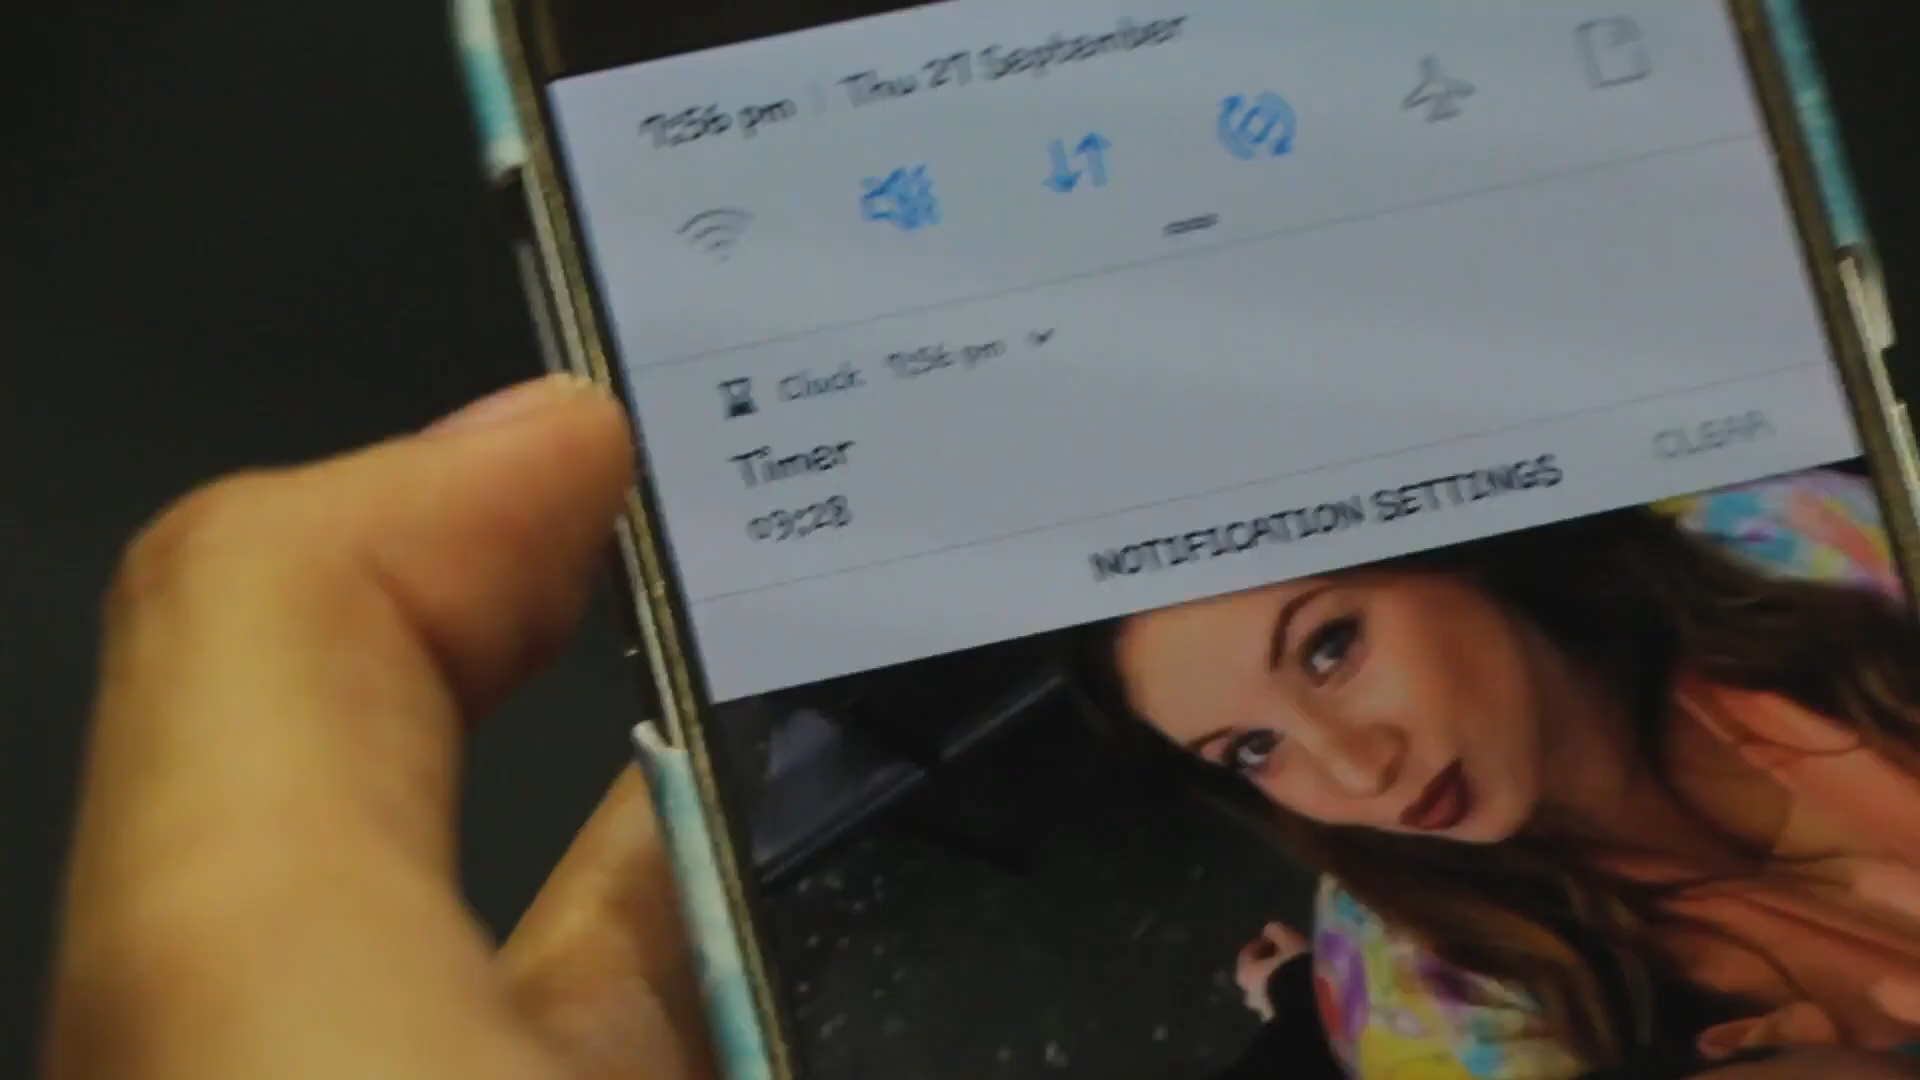 7:56 pm | Thu 27 September
Clock 7:56 pm
Timer
09:28
NOTIFICATION SETTINGS
CLEAR